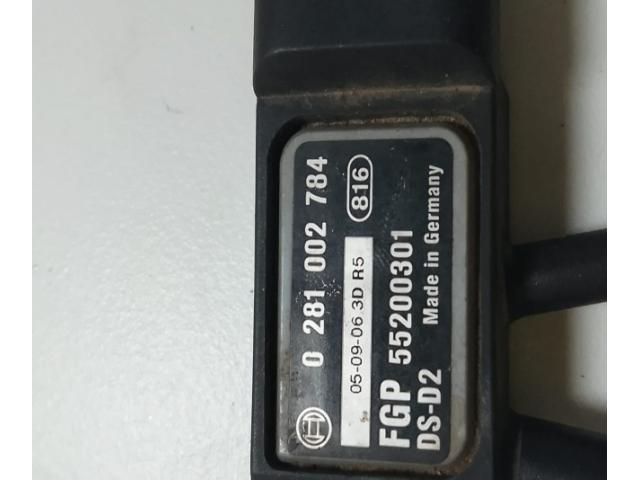 0 281 002 784
05-09-06 3D R5 816
FGP 55200301
DS-D2 Made in Germany